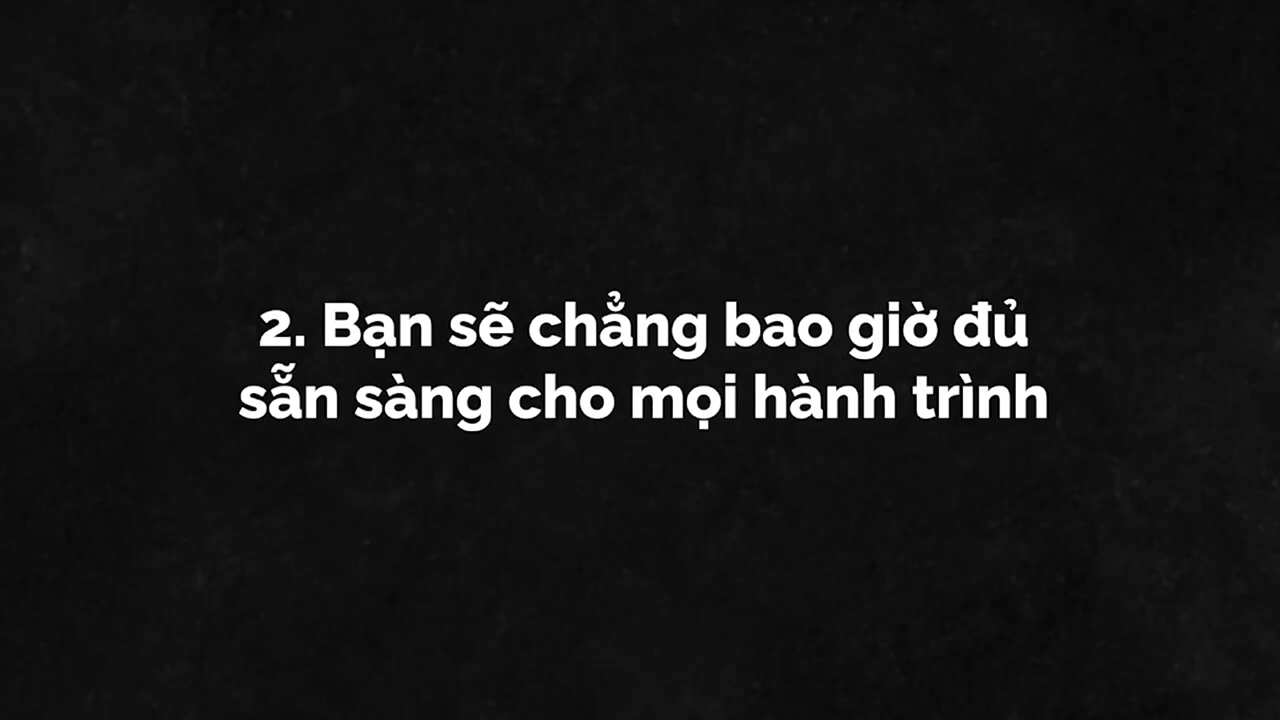 2. Bạn sẽ chẳng bao giờ đủ
sẵn sàng cho mọi hành trình